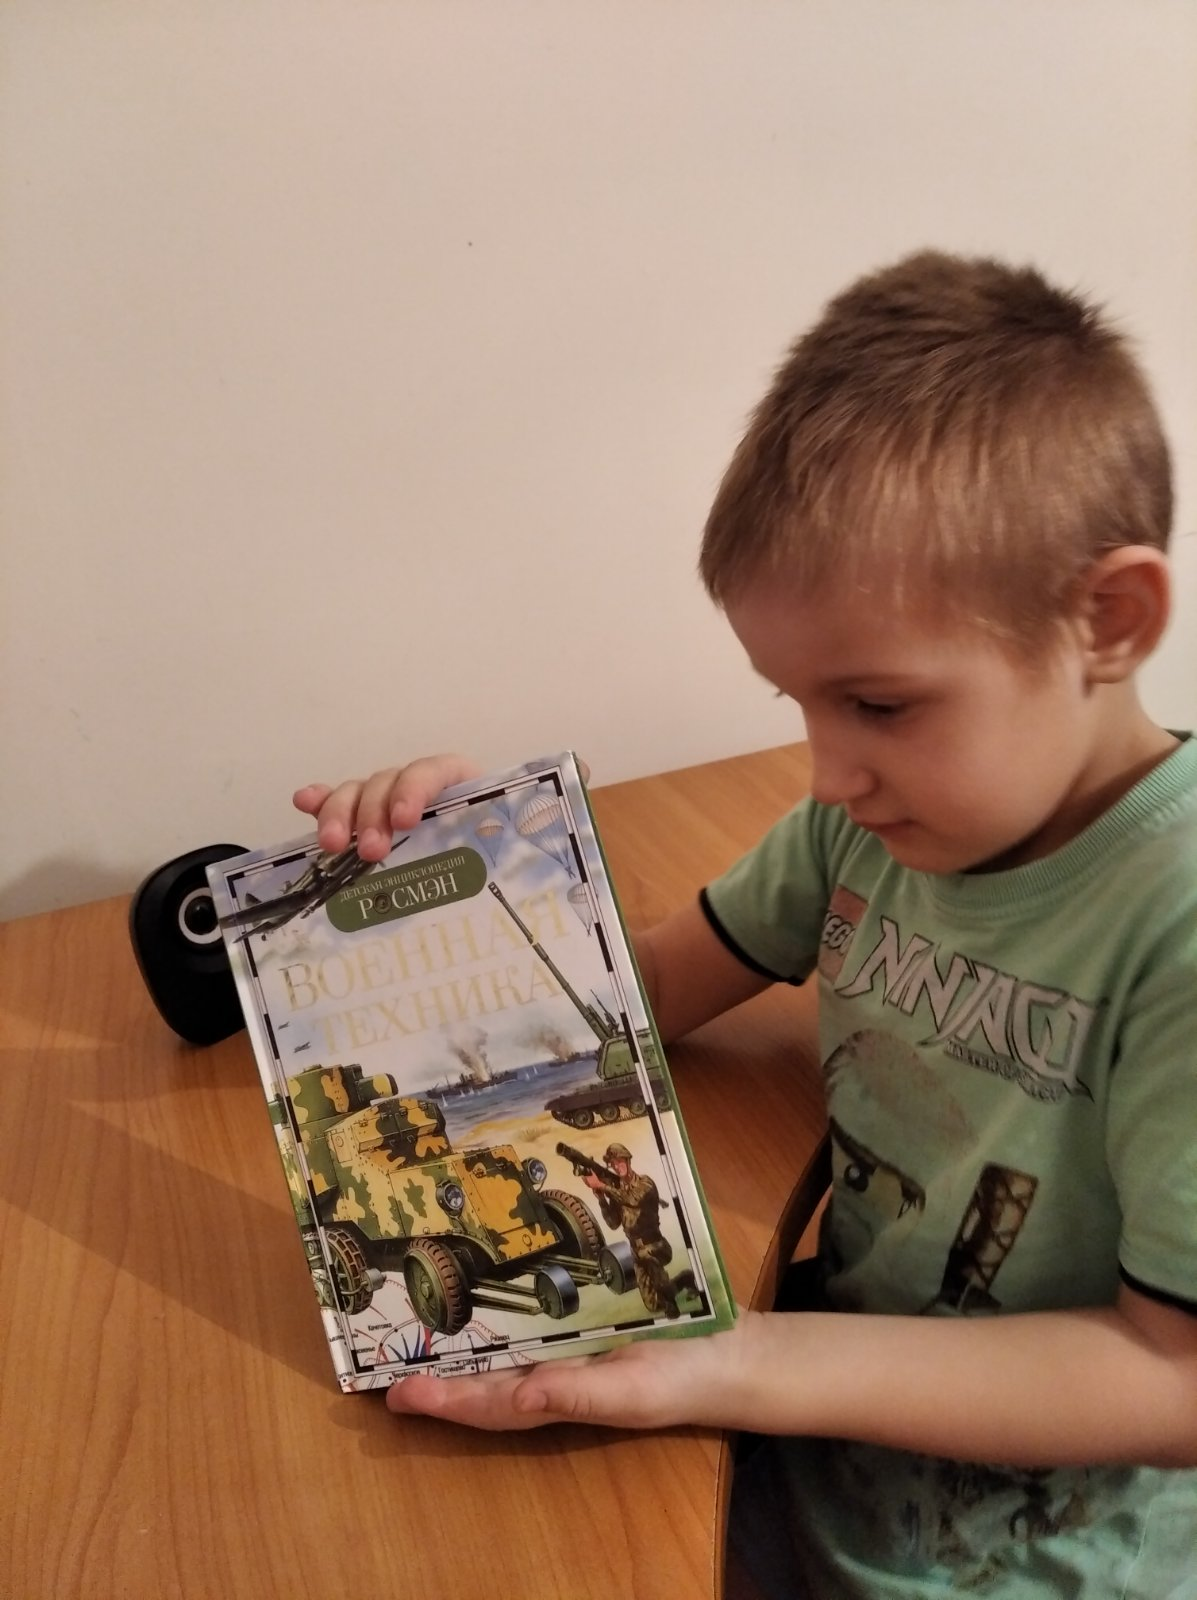 ДЕТСКАЯ ЭНЦИКЛОПЕДИЯ
РОСМЭН
ВОЕННАЯ
ТЕХНИКА
LEGO
NINJAGO